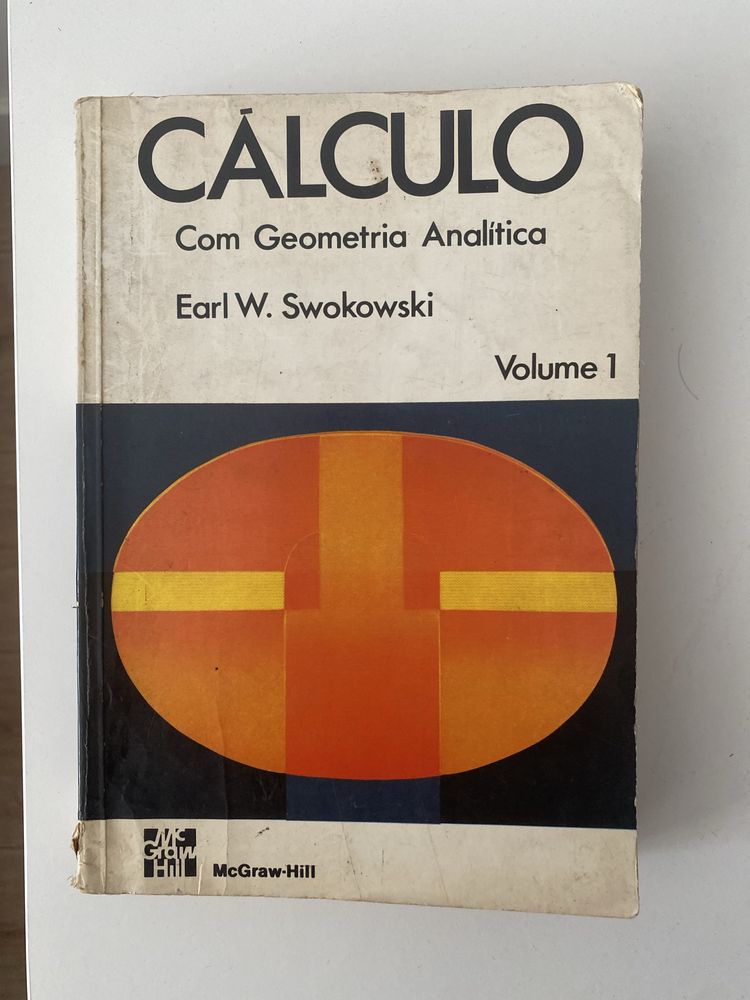 CÁLCULO
Com Geometria Analítica
Earl W. Swokowski
Volume 1
Mc
Graw
Hill
McGraw-Hill